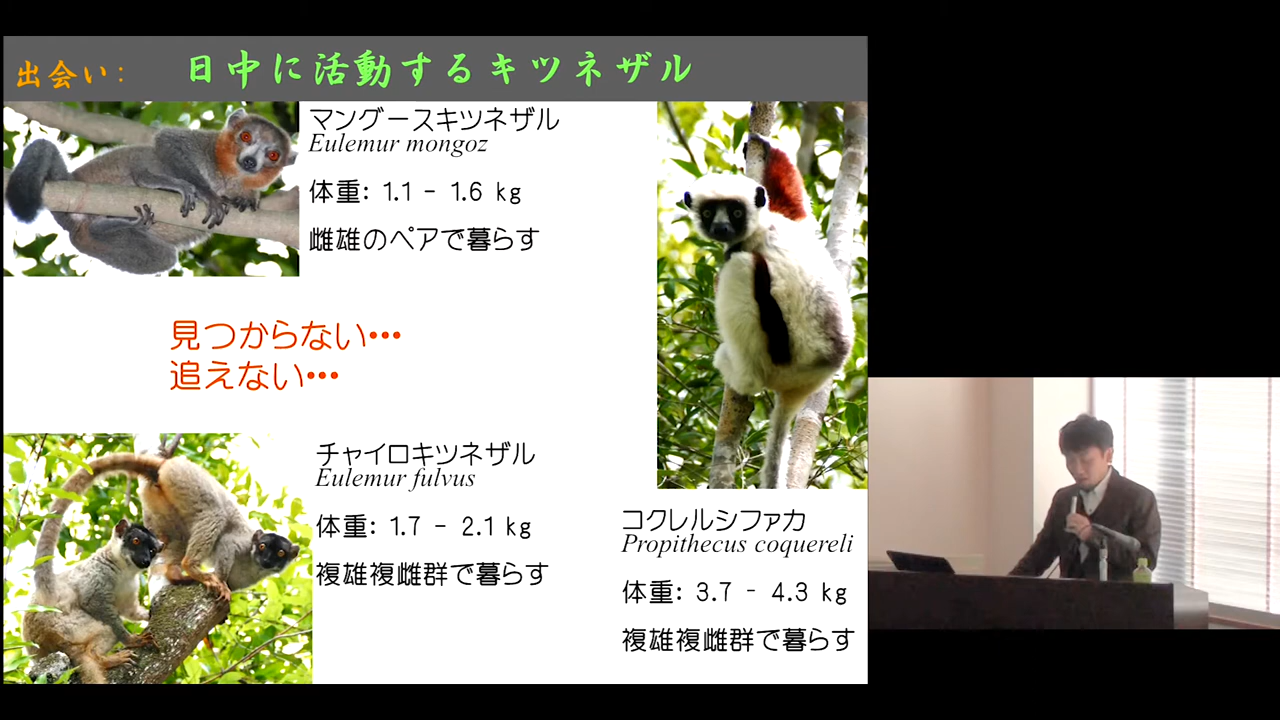 出会い: 日中に活動するキツネザル
マングースキツネザル
Eulemur mongoz
体重: 1.1 - 1.6 kg
雌雄のペアで暮らす
見つからない…
追えない…
チャイロキツネザル
Eulemur fulvus
体重: 1.7 - 2.1 kg
複雄複雌群で暮らす
コクレルシファカ
Propithecus coquereli
体重: 3.7 - 4.3 kg
複雄複雌群で暮らす